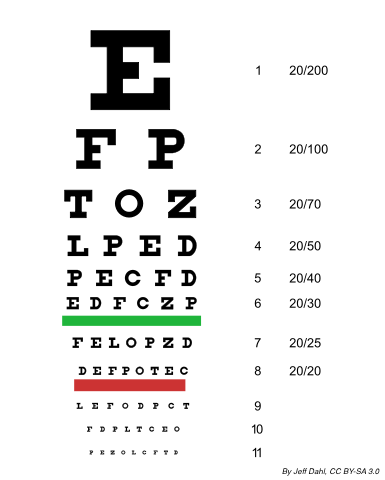 E 1 20/200
F P 2 20/100
T O Z 3 20/70
L P E D 4 20/50
P E C F D 5 20/40
E D F C Z P 6 20/30
F E L O P Z D 7 20/25
D E F P O T E C 8 20/20
L E F O D P C T 9
F D P L T C E O 10
P E Z O L C F T D 11
By Jeff Dahl, CC BY-SA 3.0